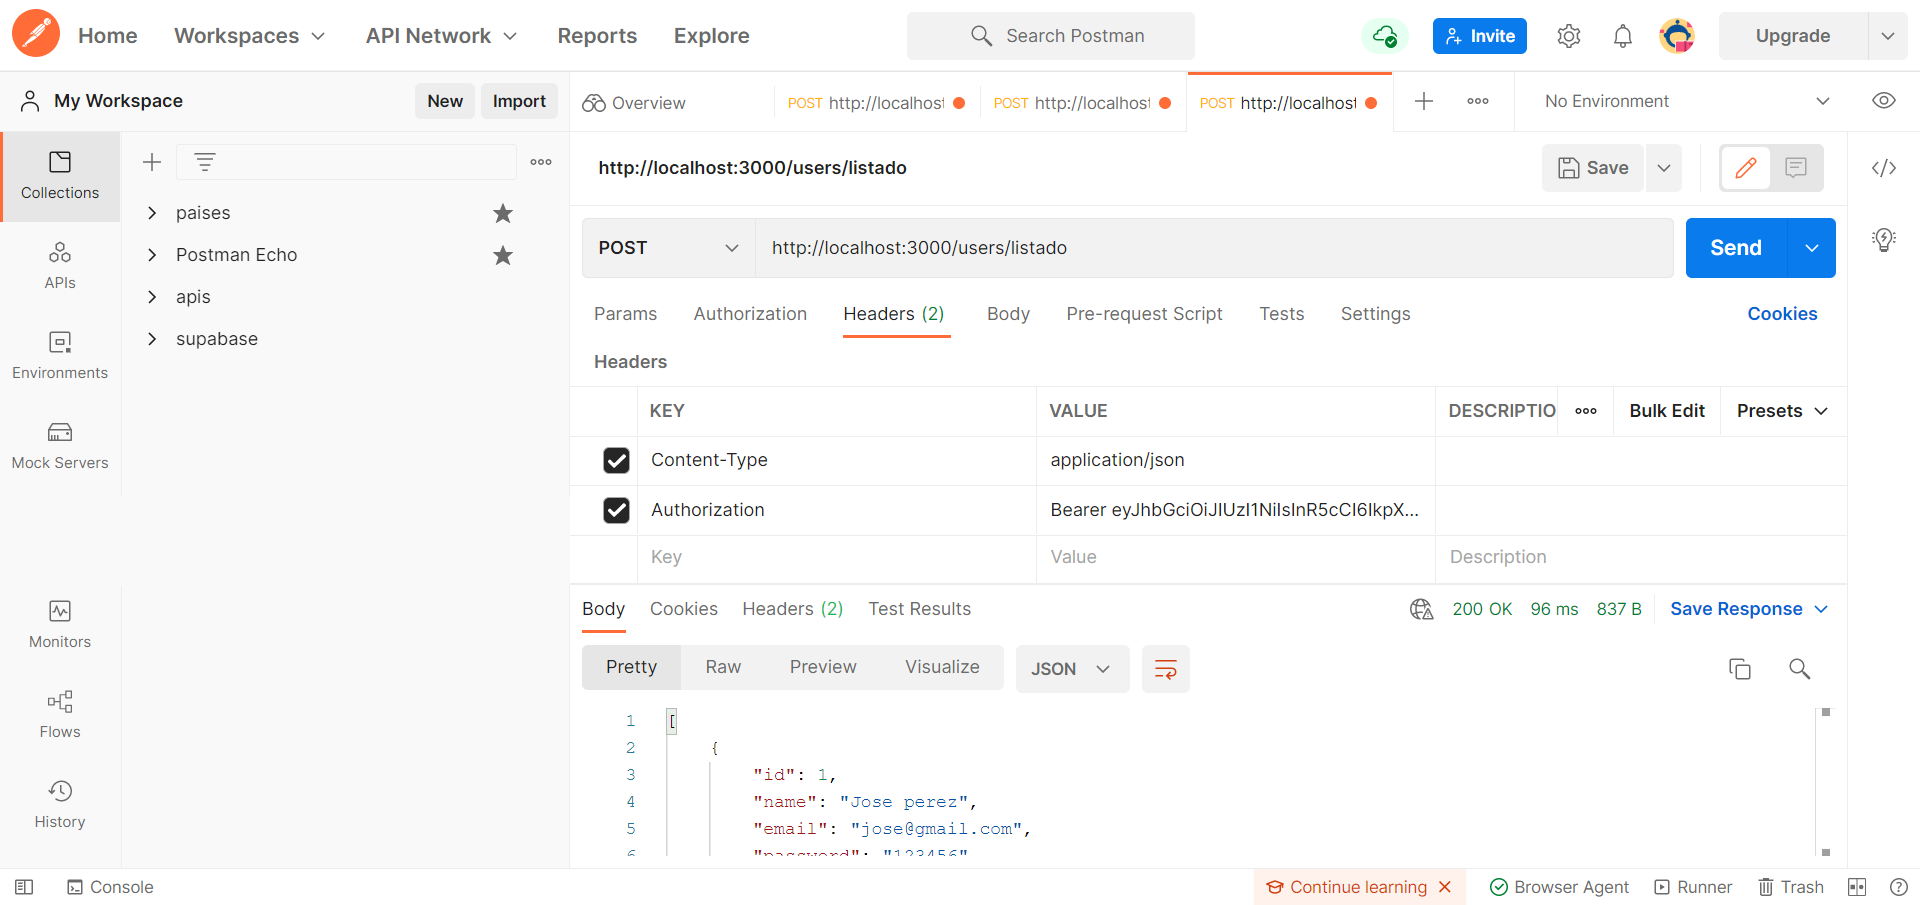 Home Workspaces API Network Reports Explore Search Postman Invite Upgrade
My Workspace New Import Overview POST http://localhost POST http://localhost POST http://localhost No Environment
http://localhost:3000/users/listado Save
Collections
paises
Postman Echo
apis
supabase
APIs
Environments
Mock Servers
Monitors
Flows
History
POST http://localhost:3000/users/listado Send
Params Authorization Headers (2) Body Pre-request Script Tests Settings Cookies
Headers
KEY VALUE DESCRIPTIO Bulk Edit Presets
Content-Type application/json
Authorization Bearer eyJhbGciOiJIUzI1NiIsInR5cCI6IkpX...
Key Value Description
Body Cookies Headers (2) Test Results 200 OK 96 ms 837 B Save Response
Pretty Raw Preview Visualize JSON
1 [
2 {
3 "id": 1,
4 "name": "Jose perez",
5 "email": "jose@gmail.com",
6 "password": "123456"
Console Continue learning Browser Agent Runner Trash